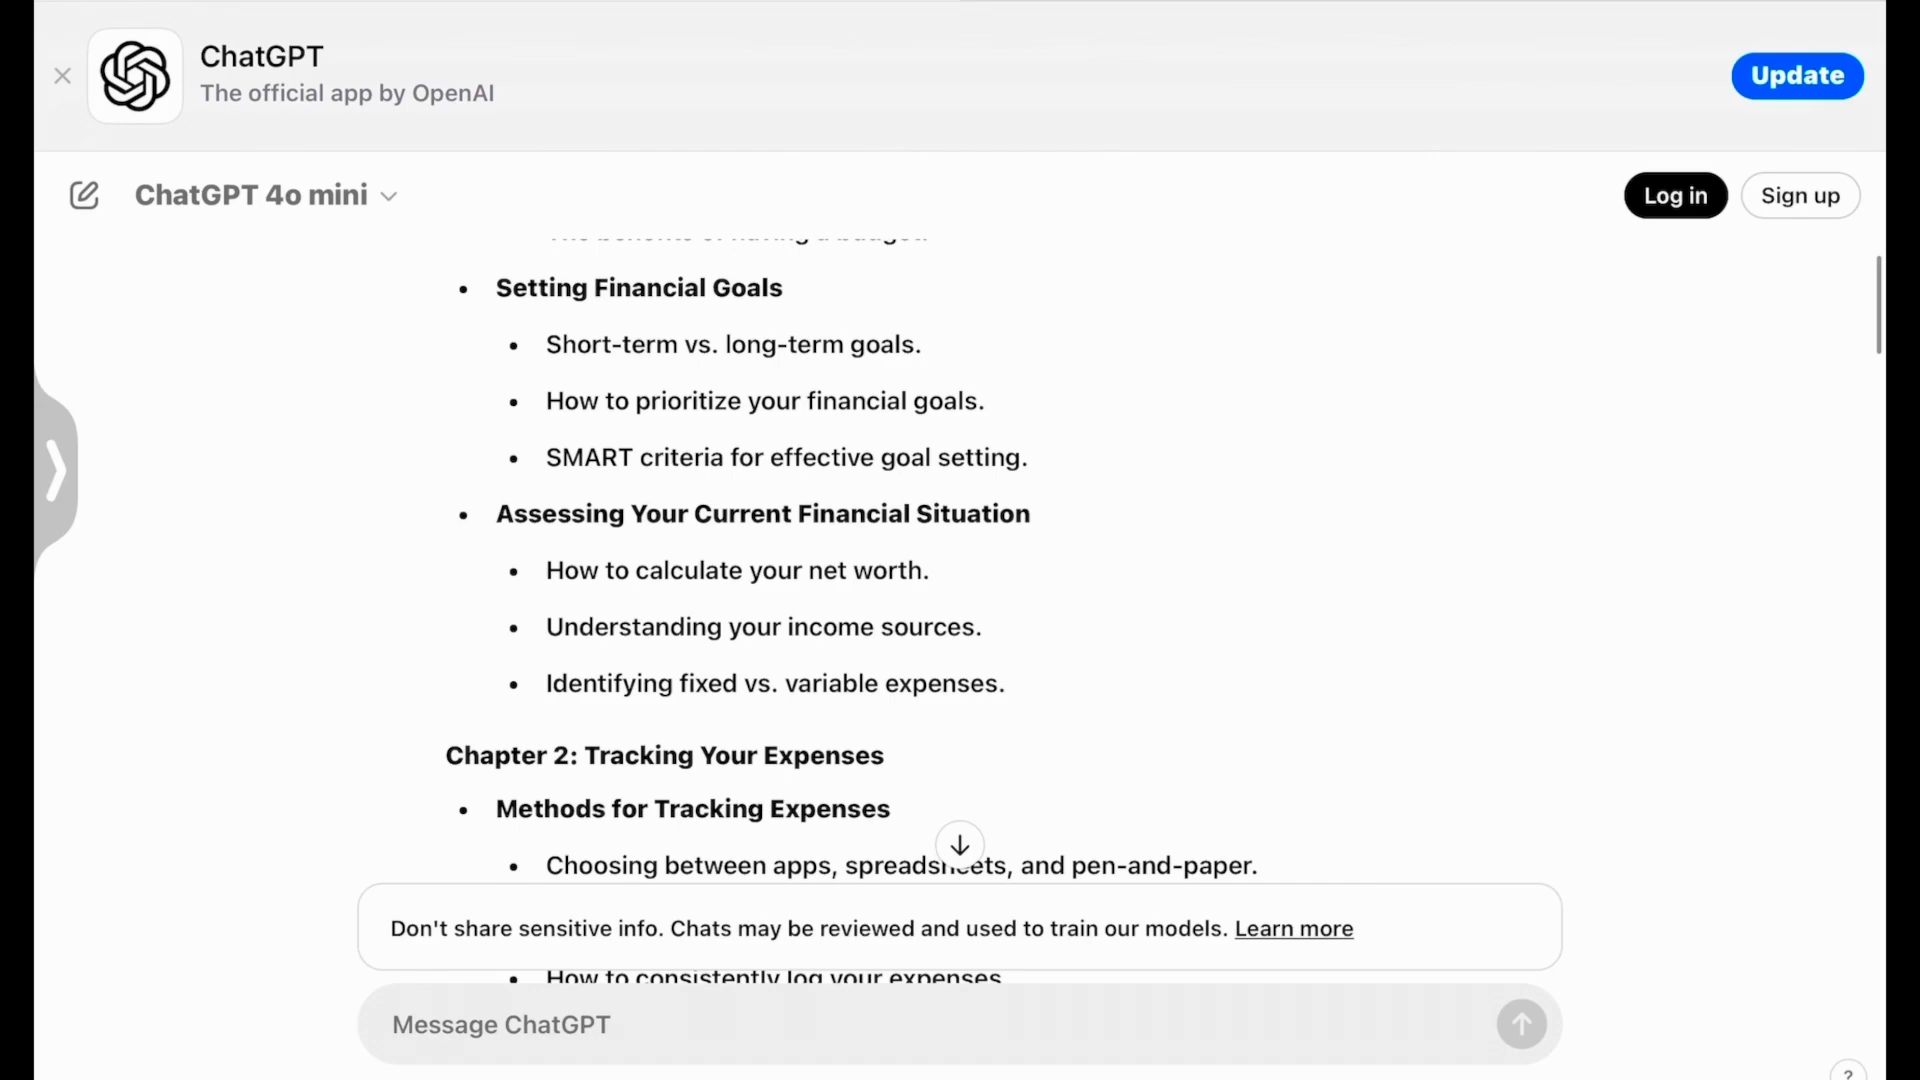 ChatGPT
The official app by OpenAI
Update
ChatGPT 4o mini
Log in
Sign up
The benefits of having a budget.
Setting Financial Goals
Short-term vs. long-term goals.
How to prioritize your financial goals.
SMART criteria for effective goal setting.
Assessing Your Current Financial Situation
How to calculate your net worth.
Understanding your income sources.
Identifying fixed vs. variable expenses.
Chapter 2: Tracking Your Expenses
Methods for Tracking Expenses
Choosing between apps, spreadsheets, and pen-and-paper.
Don't share sensitive info. Chats may be reviewed and used to train our models. Learn more
How to consistently log your expenses
Message ChatGPT
?